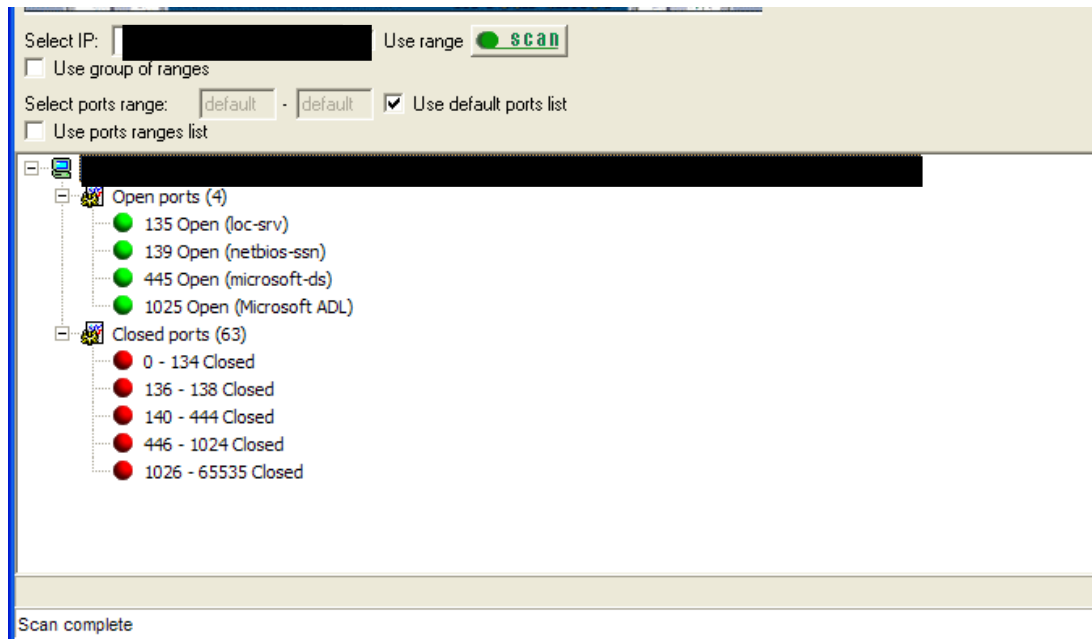 Select IP: Use range scan
Use group of ranges
Select ports range: default - default Use default ports list
Use ports ranges list
Open ports (4)
135 Open (loc-srv)
139 Open (netbios-ssn)
445 Open (microsoft-ds)
1025 Open (Microsoft ADL)
Closed ports (63)
0 - 134 Closed
136 - 138 Closed
140 - 444 Closed
446 - 1024 Closed
1026 - 65535 Closed
Scan complete